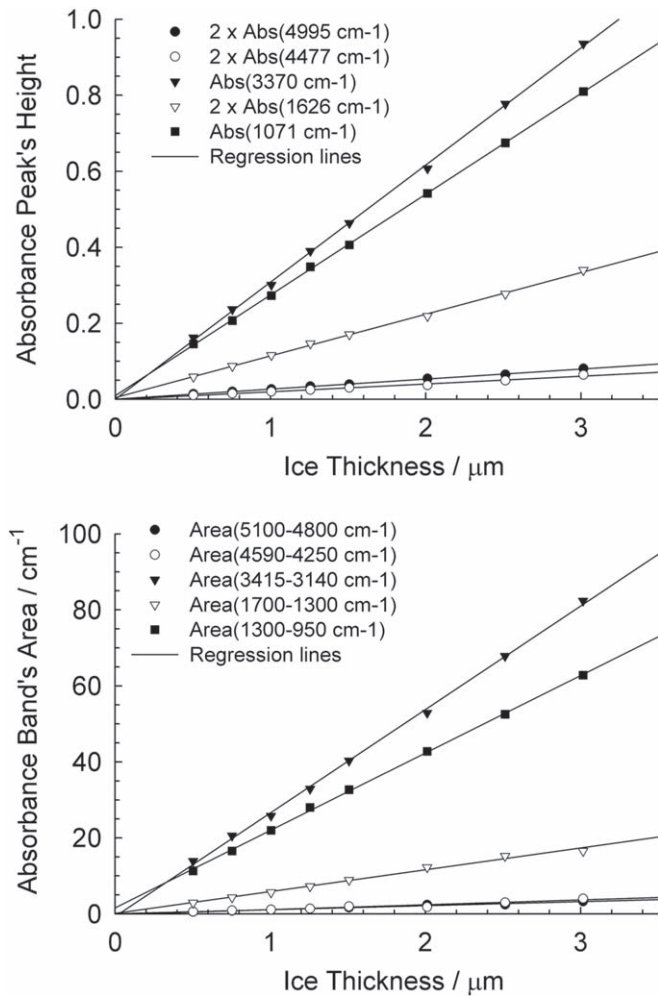 2 x Abs(4995 cm-1)
2 x Abs(4477 cm-1)
Abs(3370 cm-1)
2 x Abs(1626 cm-1)
Abs(1071 cm-1)
Regression lines
Absorbance Peak's Height
1.0
0.8
0.6
0.4
0.2
0.0
0 1 2 3
Ice Thickness / μm
Area(5100-4800 cm-1)
Area(4590-4250 cm-1)
Area(3415-3140 cm-1)
Area(1700-1300 cm-1)
Area(1300-950 cm-1)
Regression lines
Absorbance Band's Area / cm⁻¹
100
80
60
40
20
0
0 1 2 3
Ice Thickness / μm